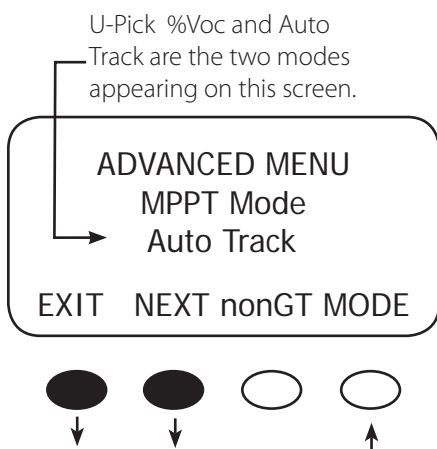 U-Pick %Voc and Auto
Track are the two modes
appearing on this screen.
ADVANCED MENU
MPPT Mode
Auto Track
EXIT NEXT nonGT MODE